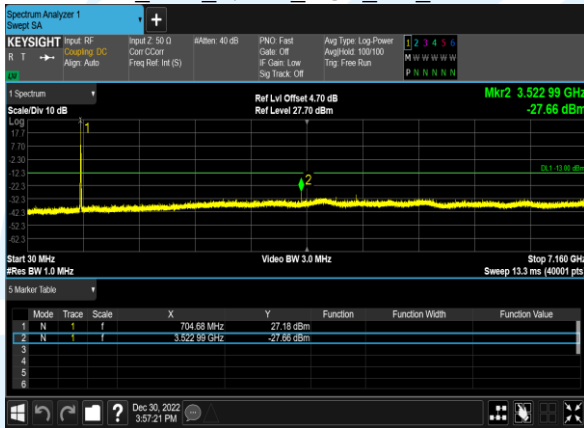 Spectrum Analyzer 1
Swept SA
KEYSIGHT Input: RF Input Z: 50 Ω #Atten: 40 dB PNO: Fast Avg Type: Log-Power 1 2 3 4 5 6
R T Coupling: DC Corr CCorr Gate: Off Avg|Hold: 100/100 M W W W W W
Align: Auto Freq Ref: Int (S) IF Gain: Low Trig: Free Run
Sig Track: Off P N N N N N
1 Spectrum Ref Lvl Offset 4.70 dB Mkr2 3.522 99 GHz
Scale/Div 10 dB Ref Level 27.70 dBm -27.66 dBm
Log
17.7
7.70
-2.30
-12.3
-22.3
-32.3
-42.3
-52.3
-62.3
1
2
DL1 -13.00 dBm
Start 30 MHz Video BW 3.0 MHz Stop 7.160 GHz
#Res BW 1.0 MHz Sweep 13.3 ms (40001 pts)
5 Marker Table
Mode Trace Scale X Y Function Function Width Function Value
1 N 1 f 704.68 MHz 27.18 dBm
2 N 1 f 3.522 99 GHz -27.66 dBm
3
4
5
6
? Dec 30, 2022
3:57:21 PM